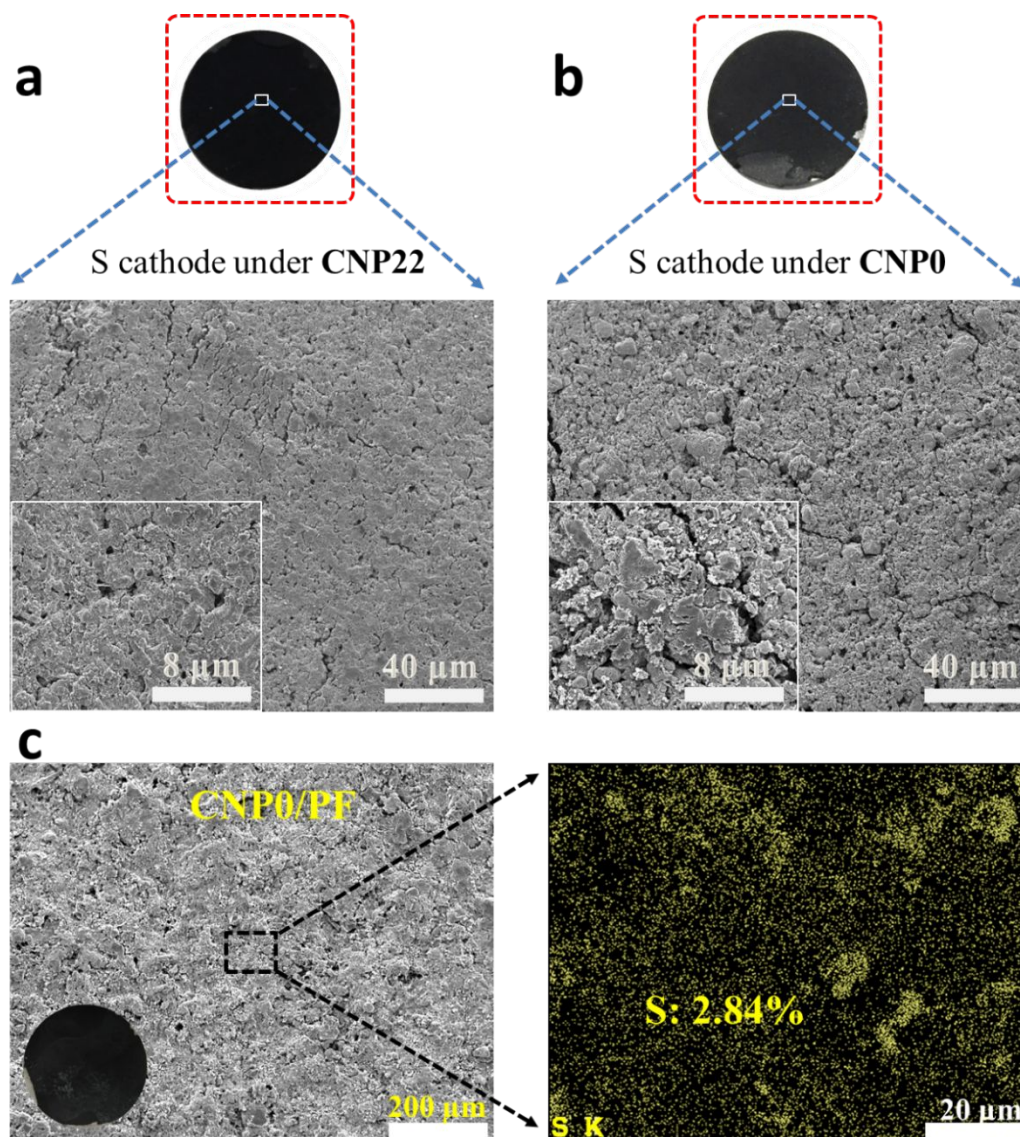 a
b
S cathode under CNP22
S cathode under CNP0
8 µm
40 µm
8 µm
40 µm
c
CNP0/PF
S: 2.84%
200 µm
20 µm
S K